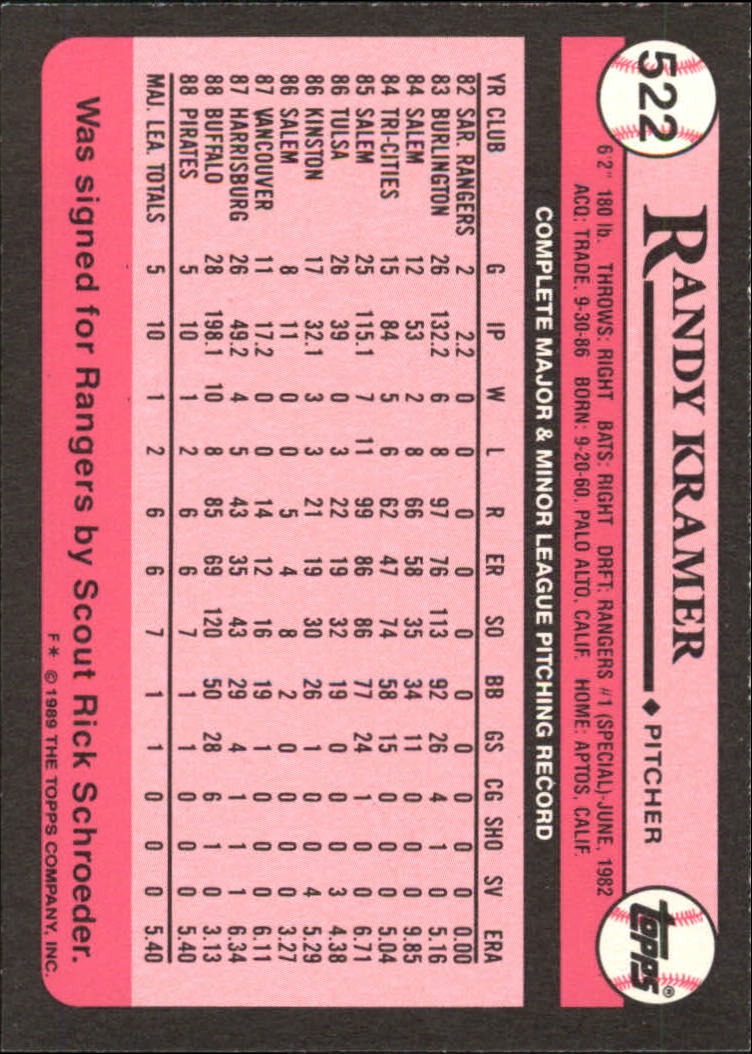 522
RANDY KRAMER ♦ PITCHER
topps®
6'2" 180 lb. THROWS: RIGHT BATS: RIGHT DRFT: RANGERS #1 (SPECIAL)-JUNE, 1982
ACQ: TRADE, 9-30-86 BORN: 9-20-60, PALO ALTO, CALIF. HOME: APTOS, CALIF.
COMPLETE MAJOR & MINOR LEAGUE PITCHING RECORD
YR CLUB G IP W L R ER SO BB GS CG SHO SV ERA
82 SAR. RANGERS 2 2.2 0 0 0 0 0 0 0 0 0 0 0.00
83 BURLINGTON 26 132.2 6 8 97 76 113 92 26 4 1 0 5.16
84 SALEM 12 53 2 8 66 58 35 34 11 0 0 0 9.85
84 TRI-CITIES 15 84 5 6 62 47 74 58 15 0 0 0 5.04
85 SALEM 25 115.1 7 11 99 86 86 77 24 1 0 0 6.71
86 TULSA 26 39 0 3 22 19 32 19 0 0 0 3 4.38
86 KINSTON 17 32.1 3 3 21 19 30 26 1 0 0 4 5.29
86 SALEM 8 11 0 0 5 4 8 2 0 0 0 0 3.27
87 VANCOUVER 11 17.2 0 0 14 12 16 19 1 0 0 0 6.11
87 HARRISBURG 26 49.2 4 5 43 35 43 29 4 1 1 1 6.34
88 BUFFALO 28 198.1 10 8 85 69 120 50 28 6 1 0 3.13
88 PIRATES 5 10 1 2 6 6 7 1 1 0 0 0 5.40
MAJ. LEA. TOTALS 5 10 1 2 6 6 7 1 1 0 0 0 5.40
Was signed for Rangers by Scout Rick Schroeder.
F* © 1989 THE TOPPS COMPANY, INC.